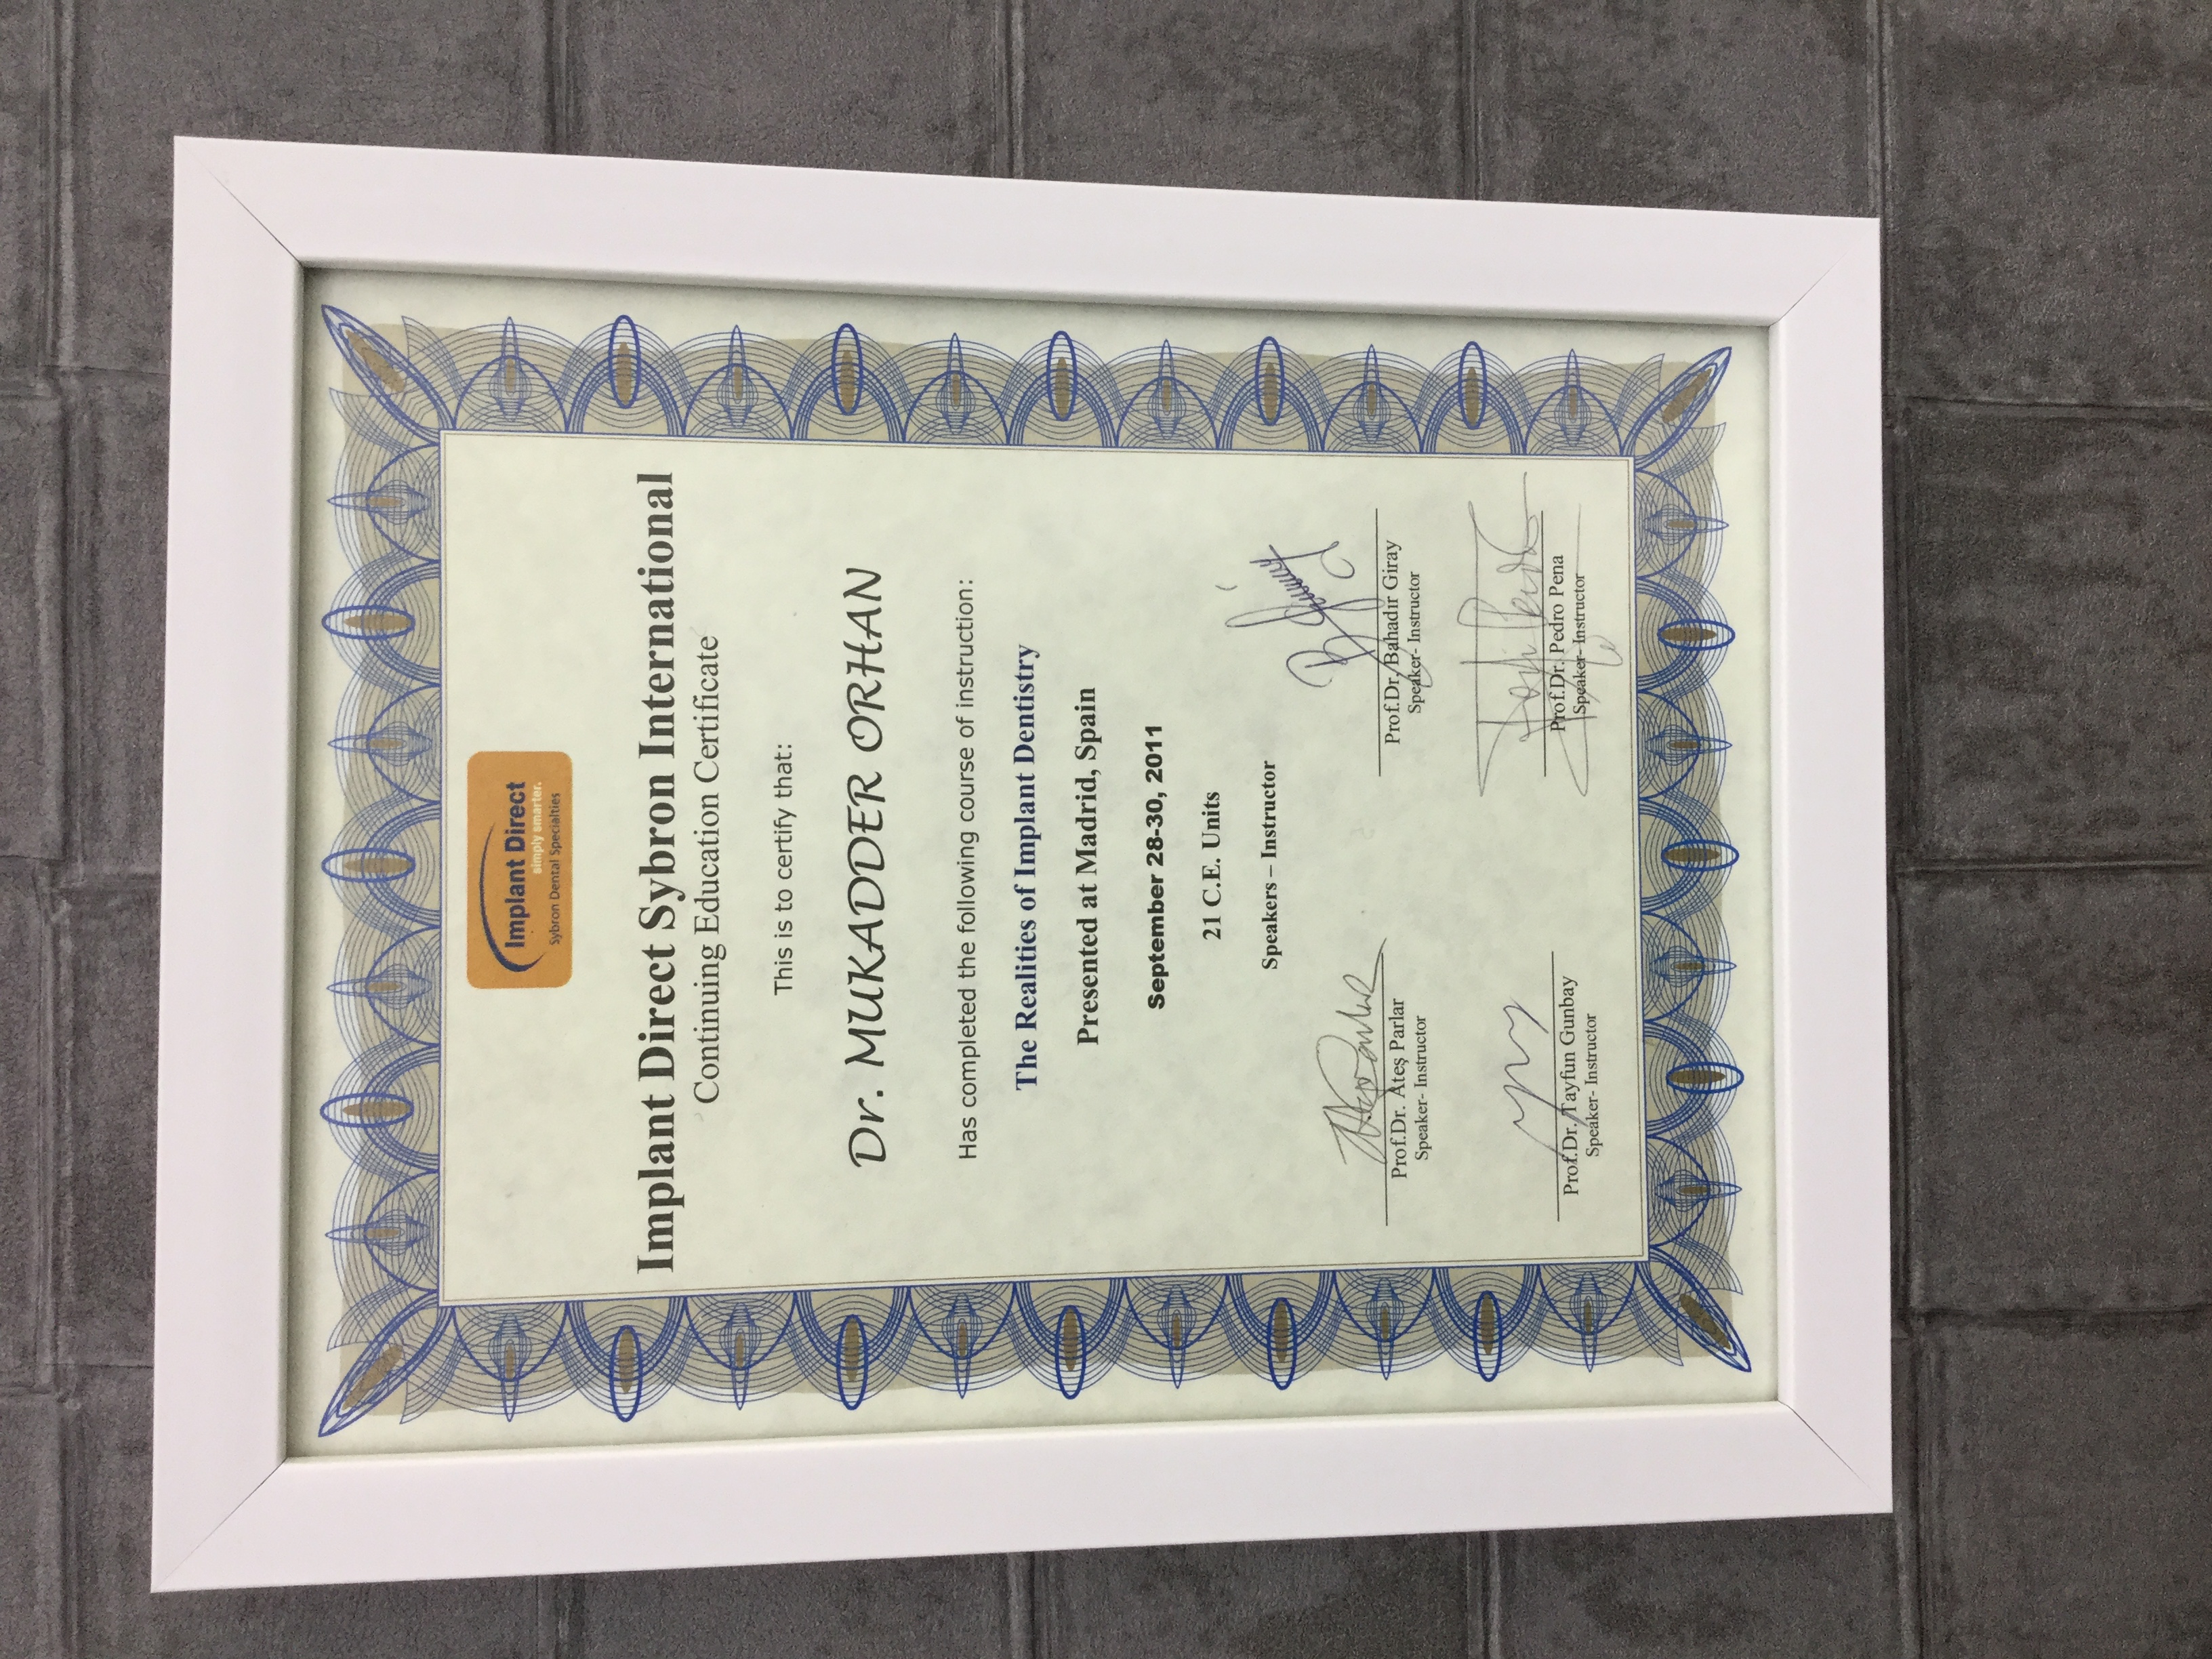 Implant Direct
simply smarter.
Sybron Dental Specialties
Implant Direct Sybron International
Continuing Education Certificate
This is to certify that:
Dr. MUKADDER ORHAN
Has completed the following course of instruction:
The Realities of Implant Dentistry
Presented at Madrid, Spain
September 28-30, 2011
21 C.E. Units
Speakers – Instructor
Prof.Dr. Ateş Parlar
Speaker- Instructor
Prof.Dr. Bahadır Giray
Speaker- Instructor
Prof.Dr. Tayfun Gunbay
Speaker- Instructor
Prof.Dr. Pedro Pena
Speaker- Instructor